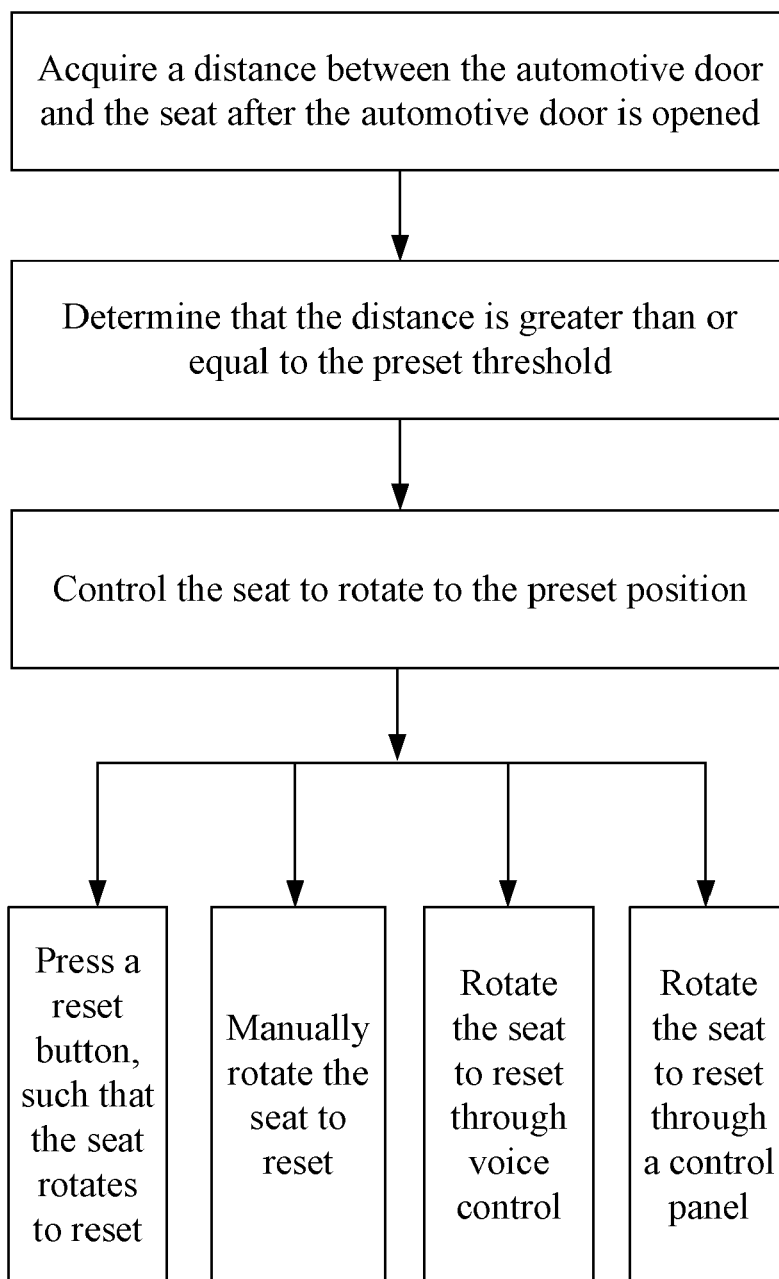 Acquire a distance between the automotive door
and the seat after the automotive door is opened
Determine that the distance is greater than or
equal to the preset threshold
Control the seat to rotate to the preset position
Press a
reset
button,
such that
the seat
rotates
to reset
Manually
rotate the
seat to
reset
Rotate
the seat
to reset
through
voice
control
Rotate
the seat
to reset
through
a control
panel